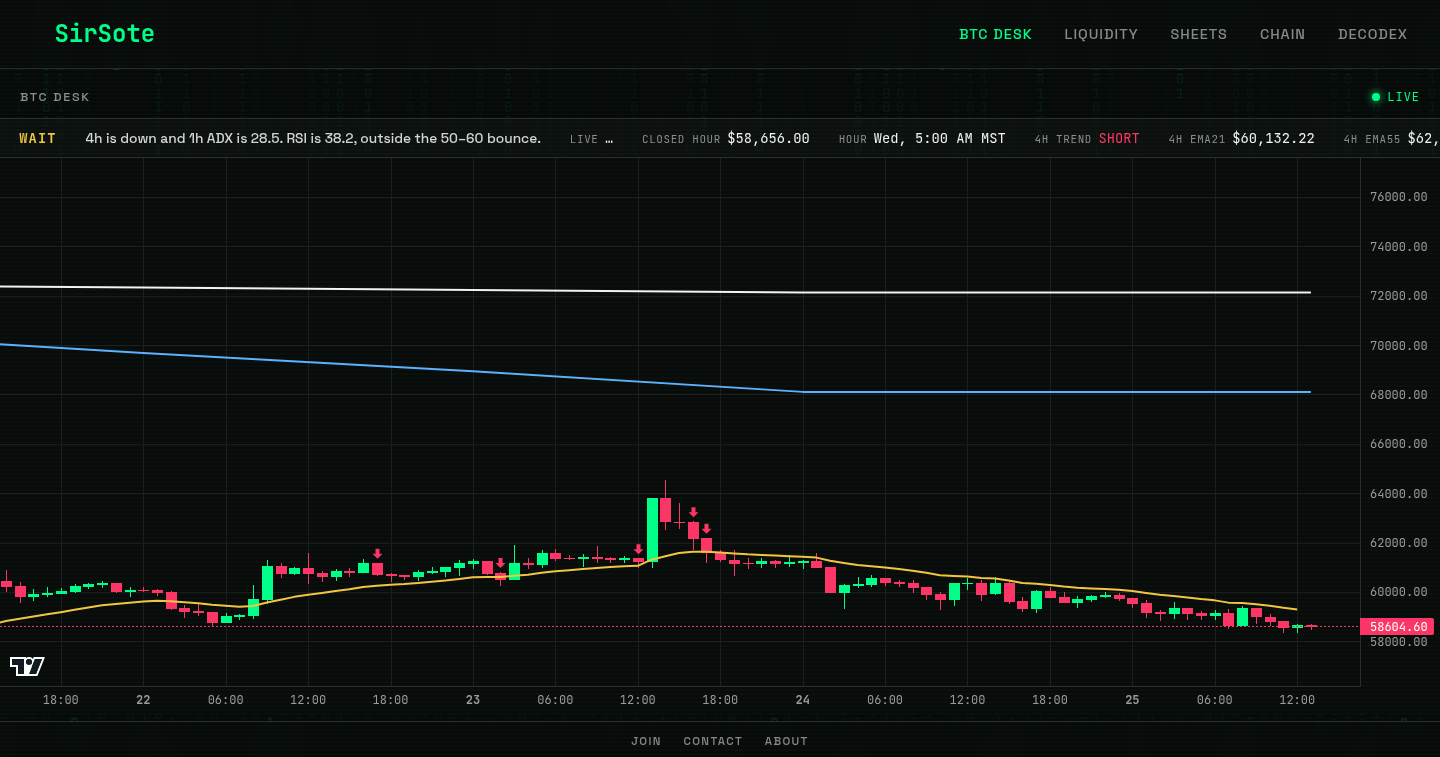 SirSote
BTC DESK LIQUIDITY SHEETS CHAIN DECODEX
BTC DESK
LIVE
WAIT 4h is down and 1h ADX is 28.5. RSI is 38.2, outside the 50–60 bounce. LIVE … CLOSED HOUR $58,656.00 HOUR Wed, 5:00 AM MST 4H TREND SHORT 4H EMA21 $60,132.22 4H EMA55 $62,
76000.00
74000.00
72000.00
70000.00
68000.00
66000.00
64000.00
62000.00
60000.00
58604.60
58000.00
18:00 22 06:00 12:00 18:00 23 06:00 12:00 18:00 24 06:00 12:00 18:00 25 06:00 12:00
JOIN CONTACT ABOUT